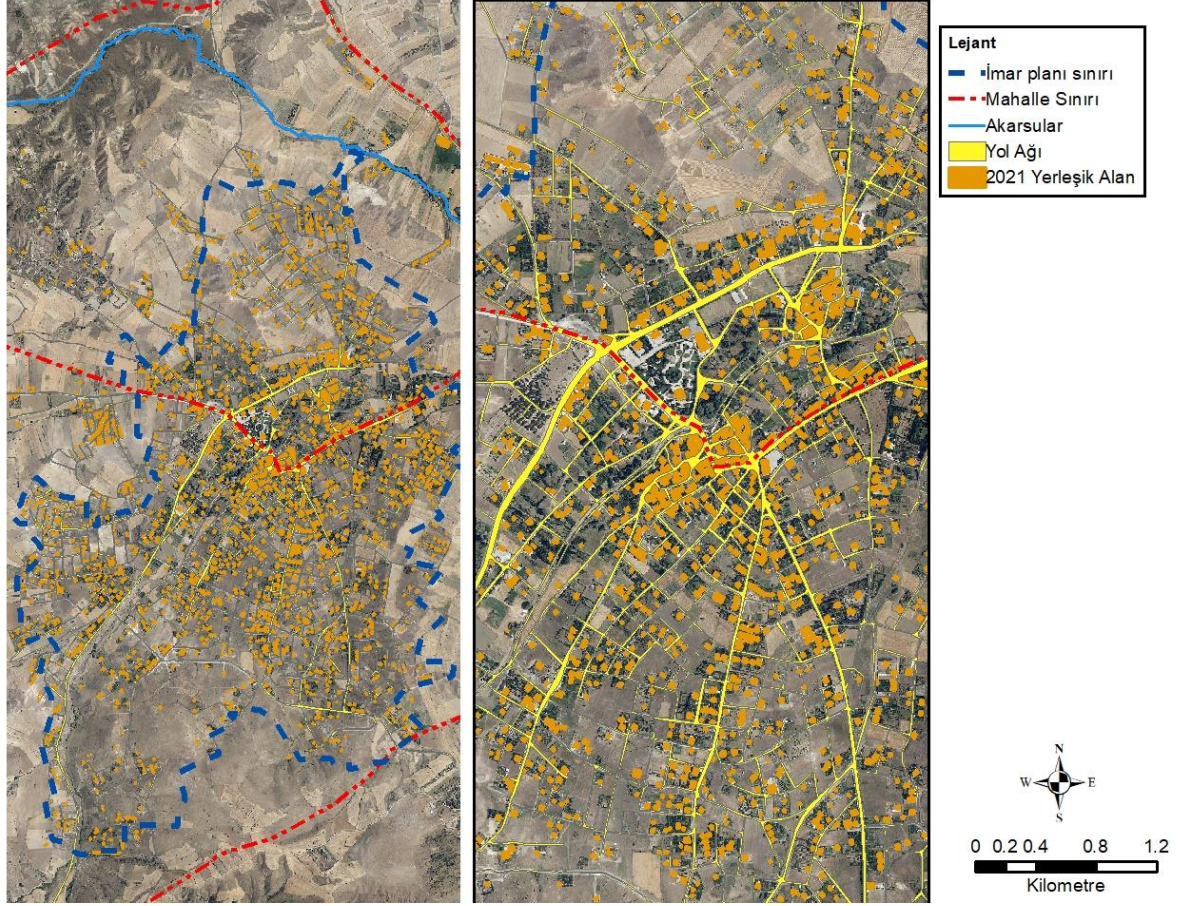 Lejant
İmar planı sınırı
Mahalle Sınırı
Akarsular
Yol Ağı
2021 Yerleşik Alan
N
W E
S
0 0.2 0.4 0.8 1.2
Kilometre